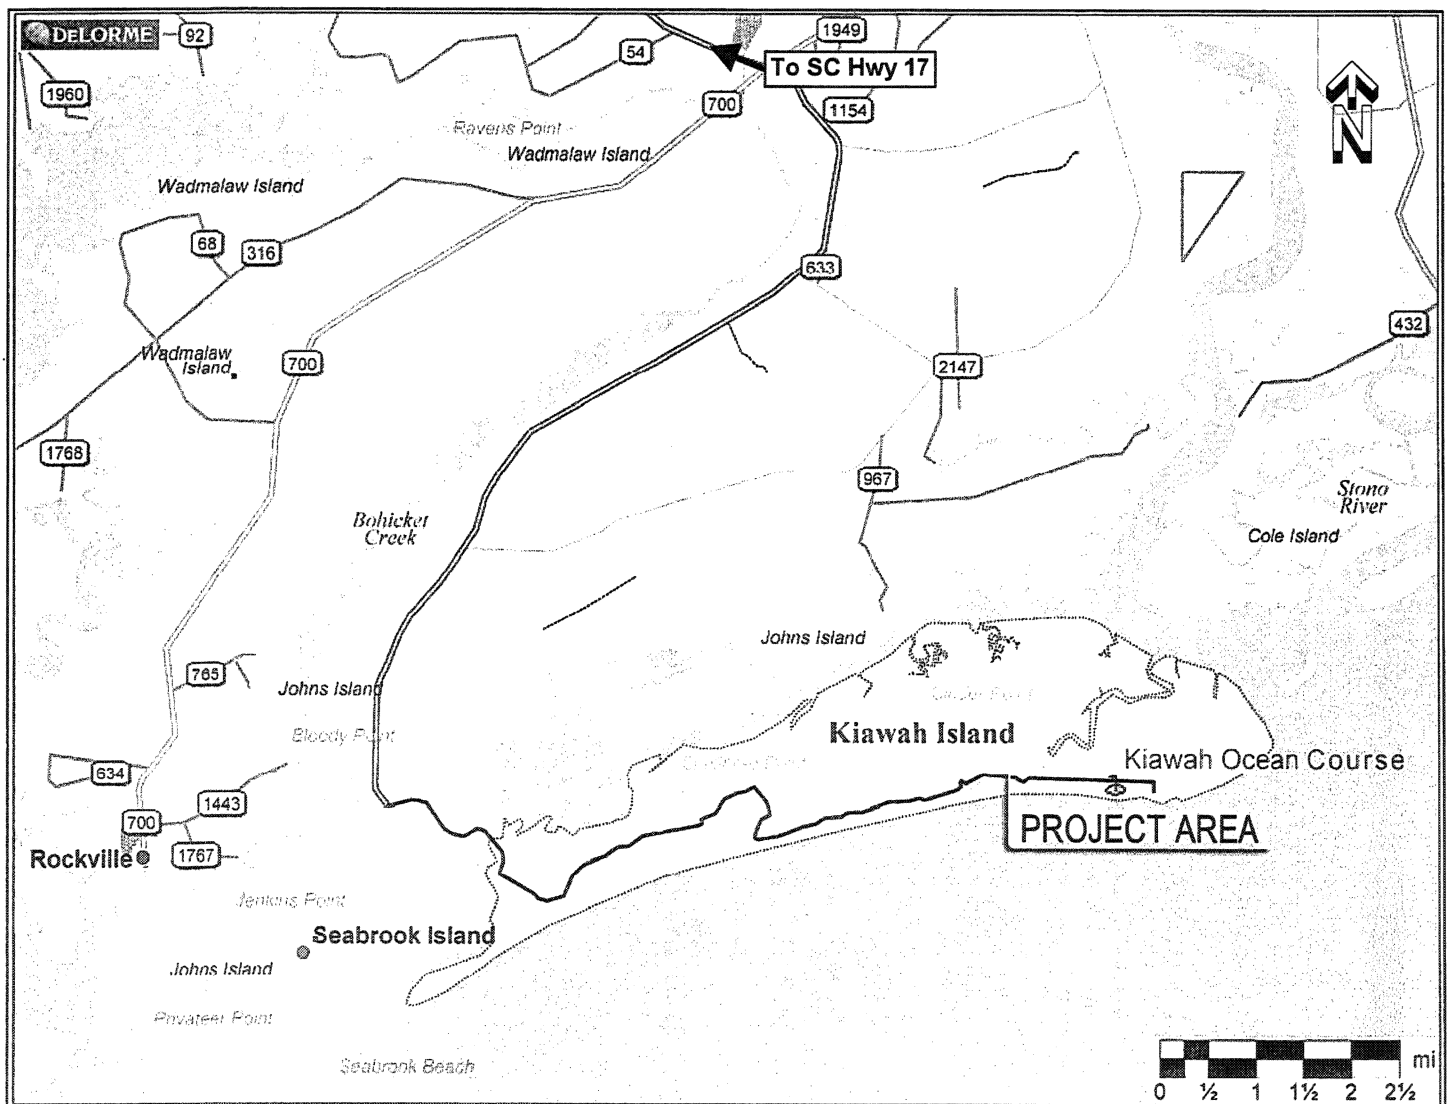 DELORME
92
1949
54
To SC Hwy 17
1960
700
1154
N
Ravens Point
Wadmalaw Island
Wadmalaw Island
68
316
633
432
Wadmalaw
Island
700
2147
1768
967
Stono
River
Bohicket
Creek
Cole Island
Johns Island
765
Johns Island
Bloody Point
Kiawah Island
Kiawah Ocean Course
634
1443
700
PROJECT AREA
Rockville
1767
Jenkins Point
Seabrook Island
Johns Island
Privateer Point
Seabrook Beach
mi
0 ½ 1 1½ 2 2½